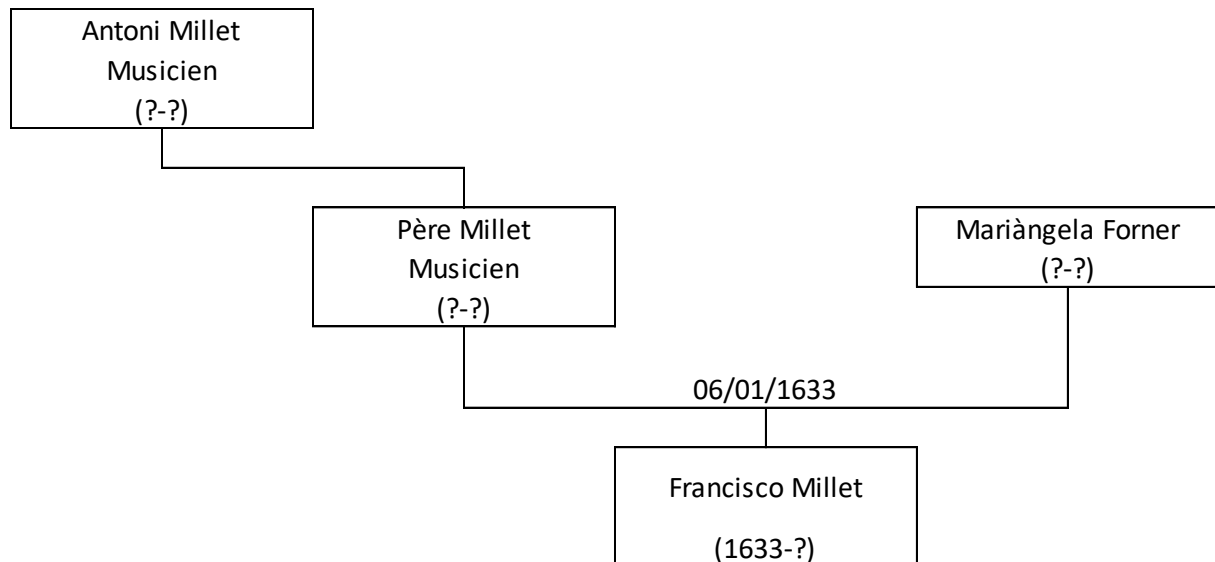 Antoni Millet
Musicien
(?-?)
Père Millet
Musicien
(?-?)
Mariàngela Forner
(?-?)
06/01/1633
Francisco Millet
(1633-?)